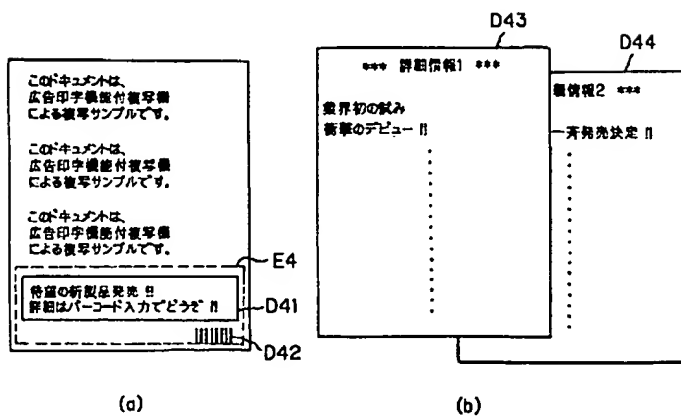 このドキュメントは、
広告印字機能付複写機
による複写サンプルです。
このドキュメントは、
広告印字機能付複写機
による複写サンプルです。
このドキュメントは、
広告印字機能付複写機
による複写サンプルです。
E4
待望の新製品発売 !!
詳細はバーコード入力でどうぞ !!
D41
D42
(a)
D43
*** 詳細情報1 ***
業界初の試み
衝撃のデビュー !!
D44
細情報2 ***
一斉発売決定 !!
(b)